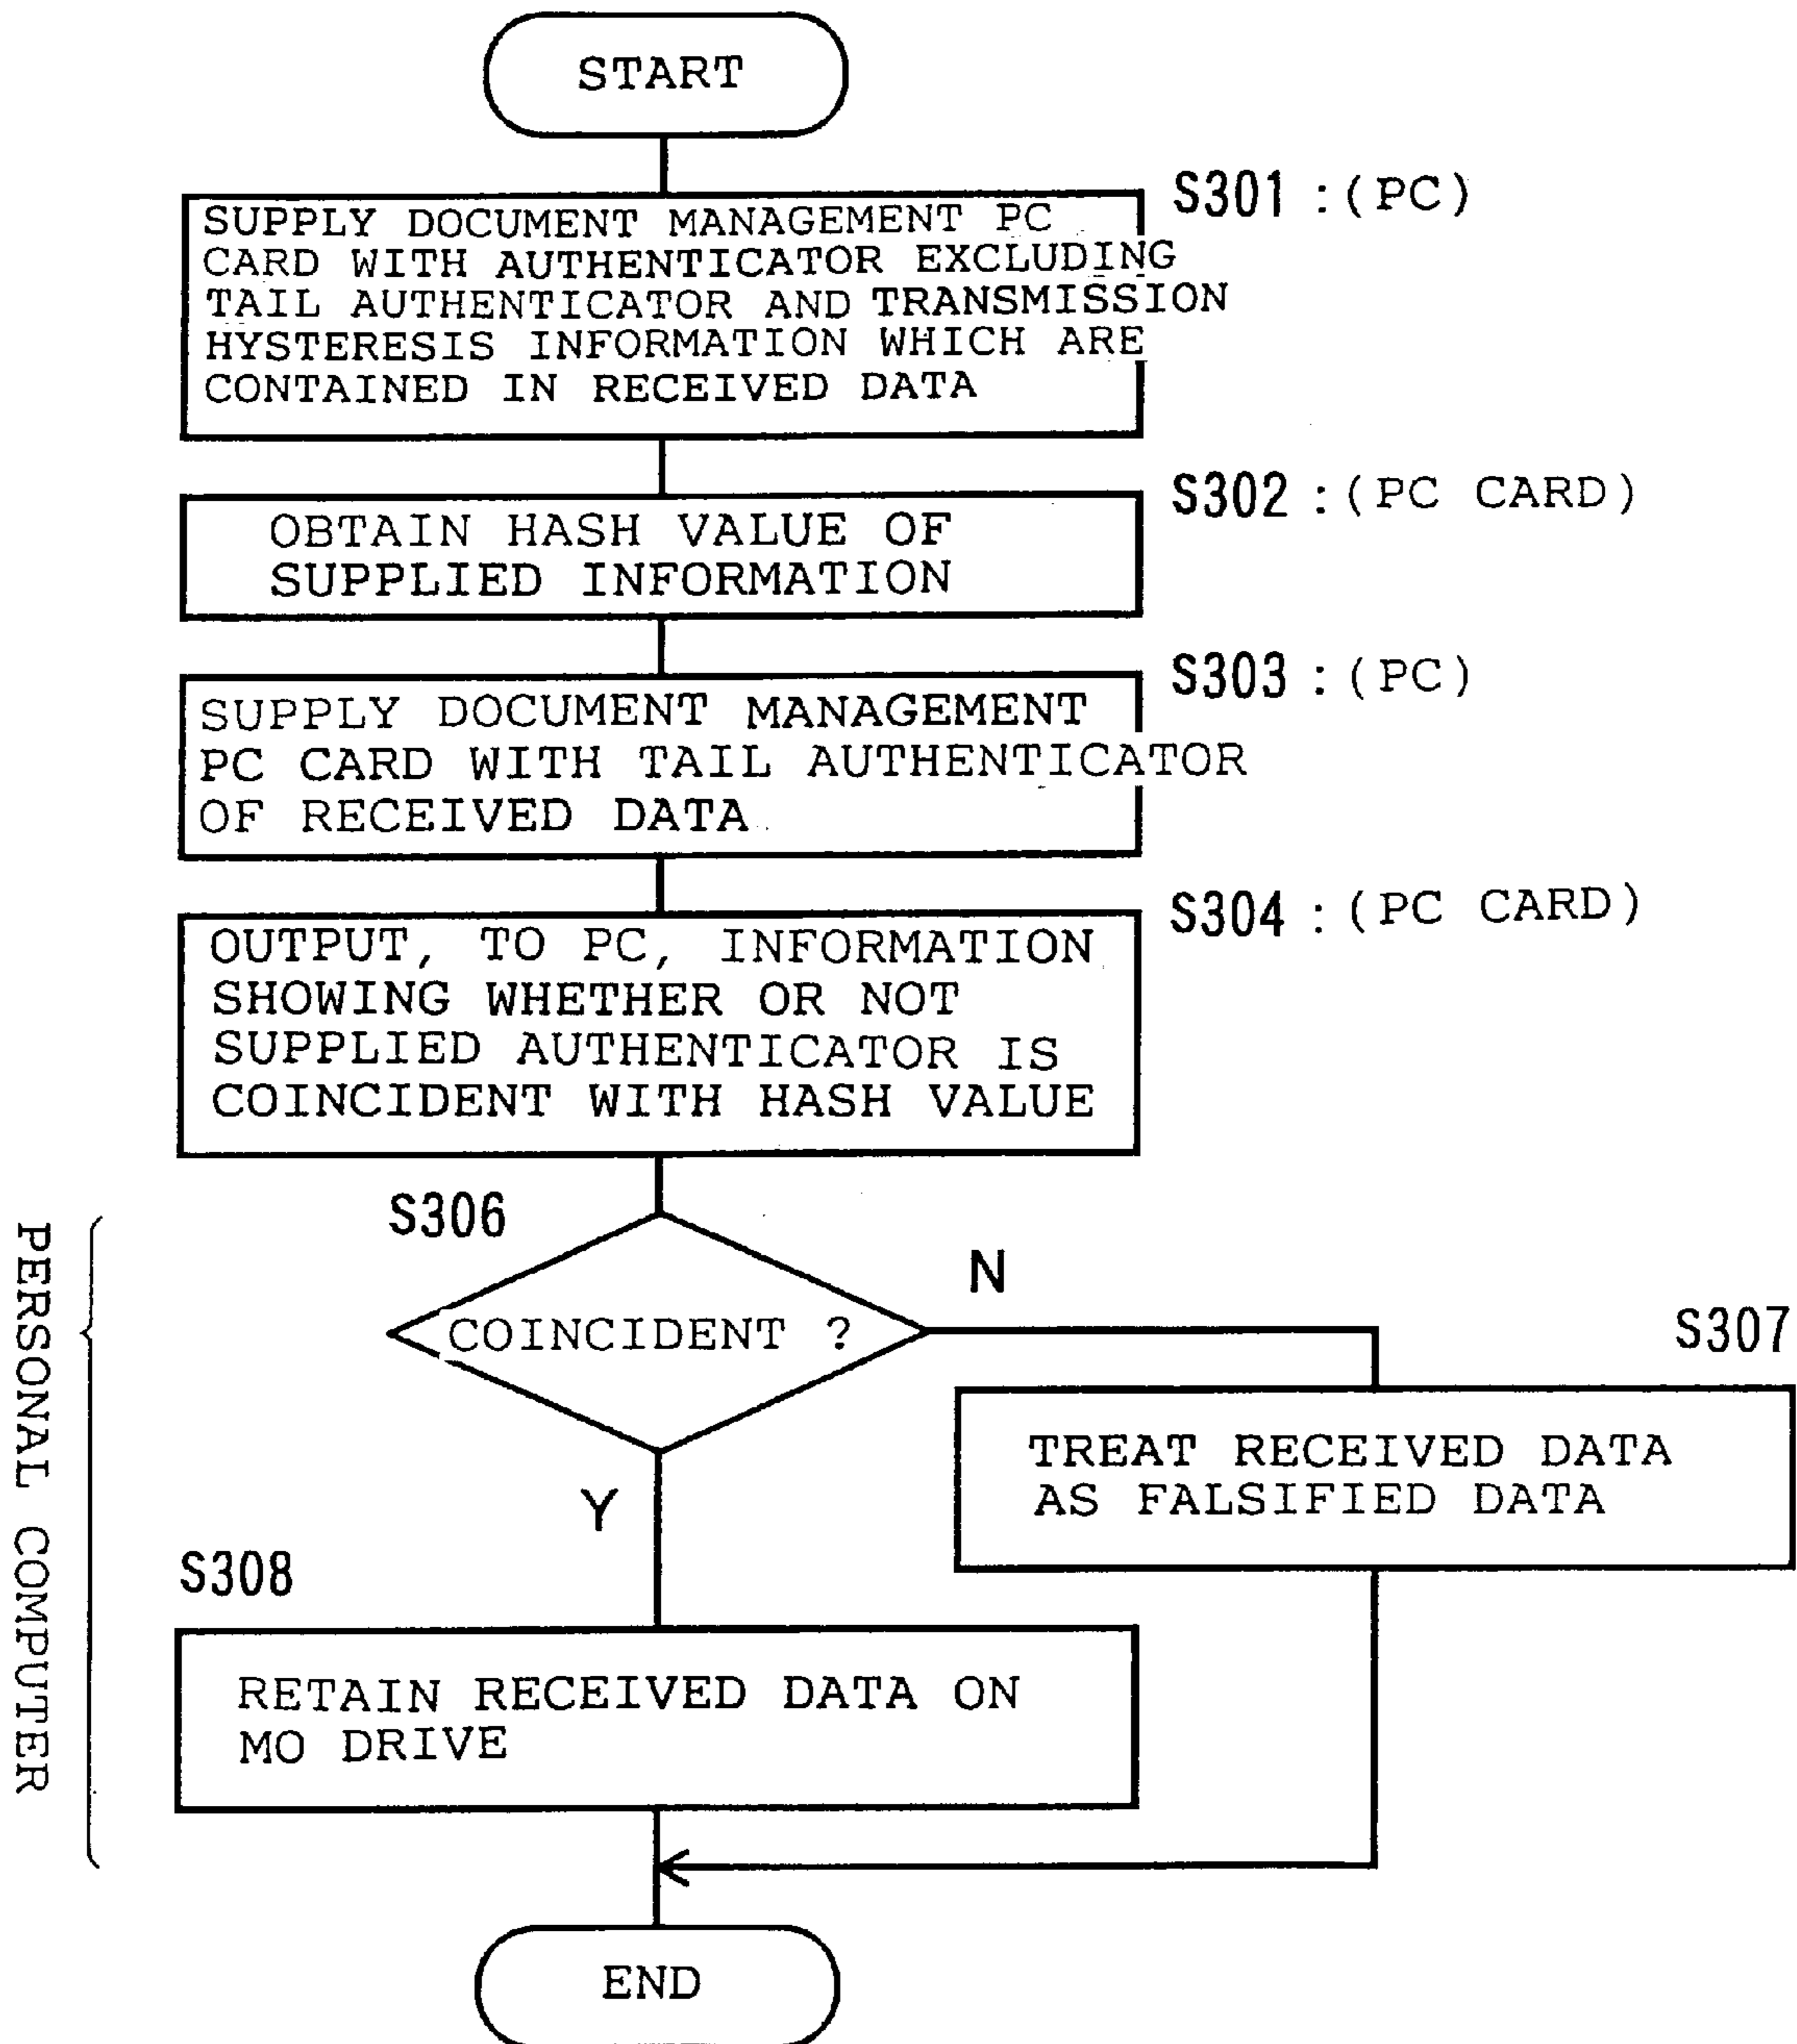 START
S301 : (PC)
SUPPLY DOCUMENT MANAGEMENT PC
CARD WITH AUTHENTICATOR EXCLUDING
TAIL AUTHENTICATOR AND TRANSMISSION
HYSTERESIS INFORMATION WHICH ARE
CONTAINED IN RECEIVED DATA
S302 : (PC CARD)
OBTAIN HASH VALUE OF
SUPPLIED INFORMATION
S303 : (PC)
SUPPLY DOCUMENT MANAGEMENT
PC CARD WITH TAIL AUTHENTICATOR
OF RECEIVED DATA
S304 : (PC CARD)
OUTPUT, TO PC, INFORMATION
SHOWING WHETHER OR NOT
SUPPLIED AUTHENTICATOR IS
COINCIDENT WITH HASH VALUE
PERSONAL COMPUTER
S306
COINCIDENT ?
N
S307
TREAT RECEIVED DATA
AS FALSIFIED DATA
Y
S308
RETAIN RECEIVED DATA ON
MO DRIVE
END